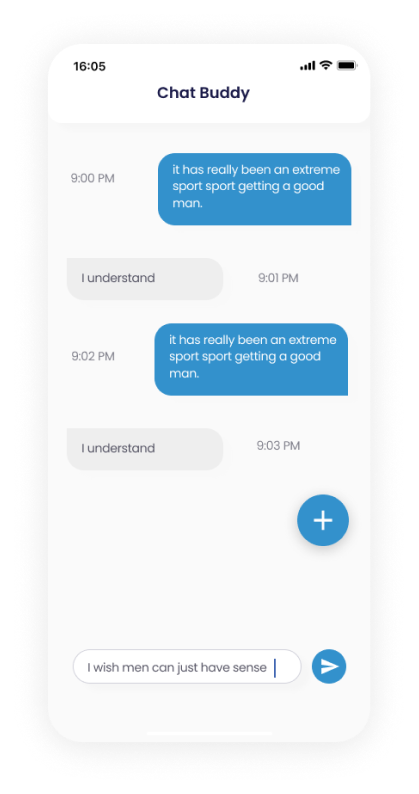 16:05
Chat Buddy
9:00 PM
it has really been an extreme
sport sport getting a good
man.
I understand
9:01 PM
9:02 PM
it has really been an extreme
sport sport getting a good
man.
I understand
9:03 PM
I wish men can just have sense